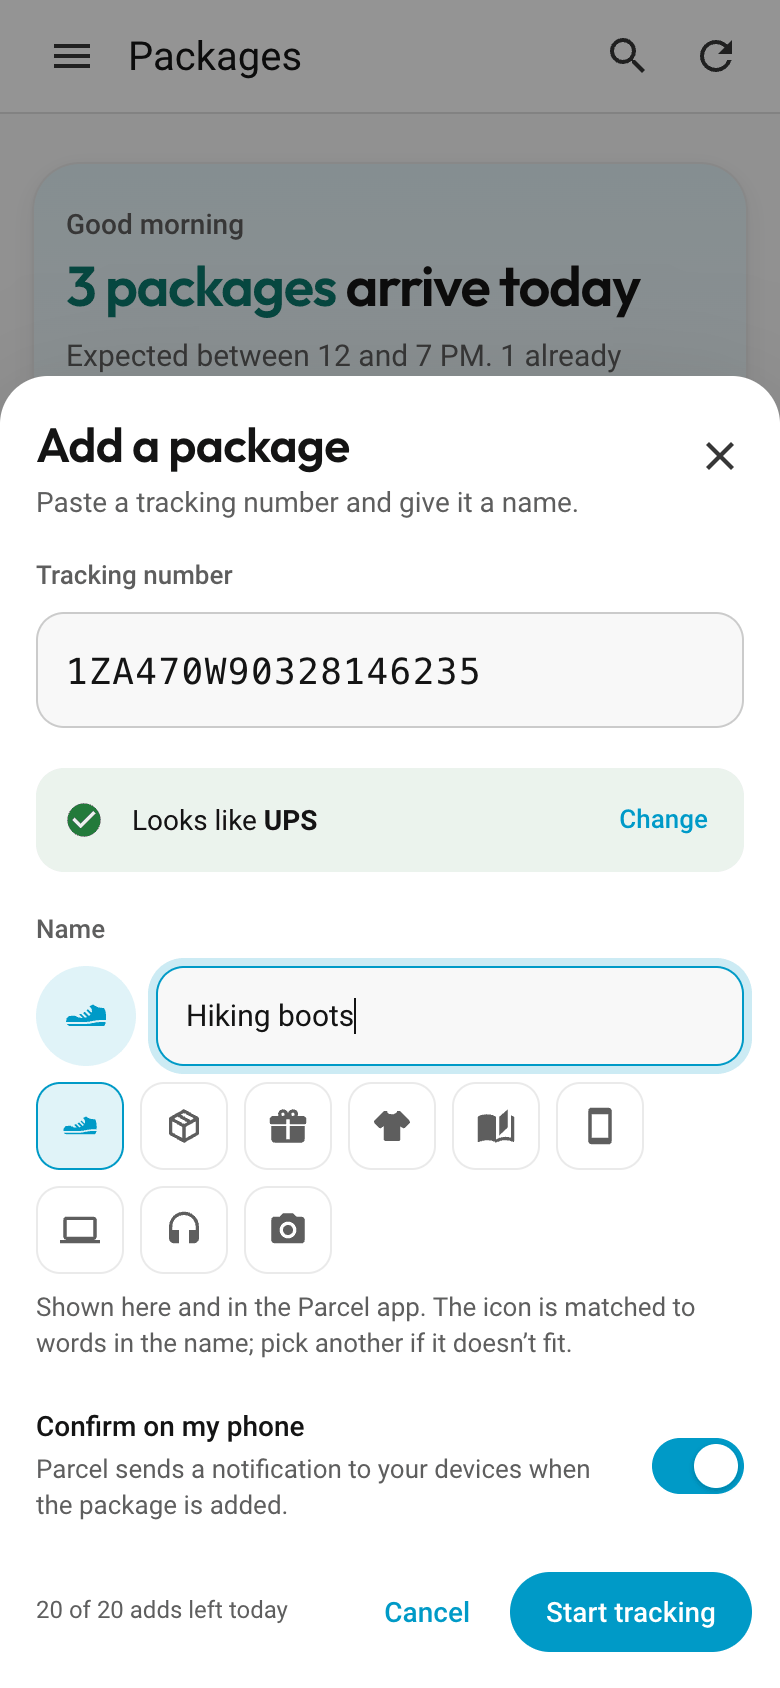 Packages
Good morning
3 packages arrive today
Expected between 12 and 7 PM. 1 already
Add a package
Paste a tracking number and give it a name.
Tracking number
1ZA470W90328146235
Looks like UPS
Change
Name
Hiking boots
Shown here and in the Parcel app. The icon is matched to
words in the name; pick another if it doesn’t fit.
Confirm on my phone
Parcel sends a notification to your devices when
the package is added.
20 of 20 adds left today
Cancel
Start tracking